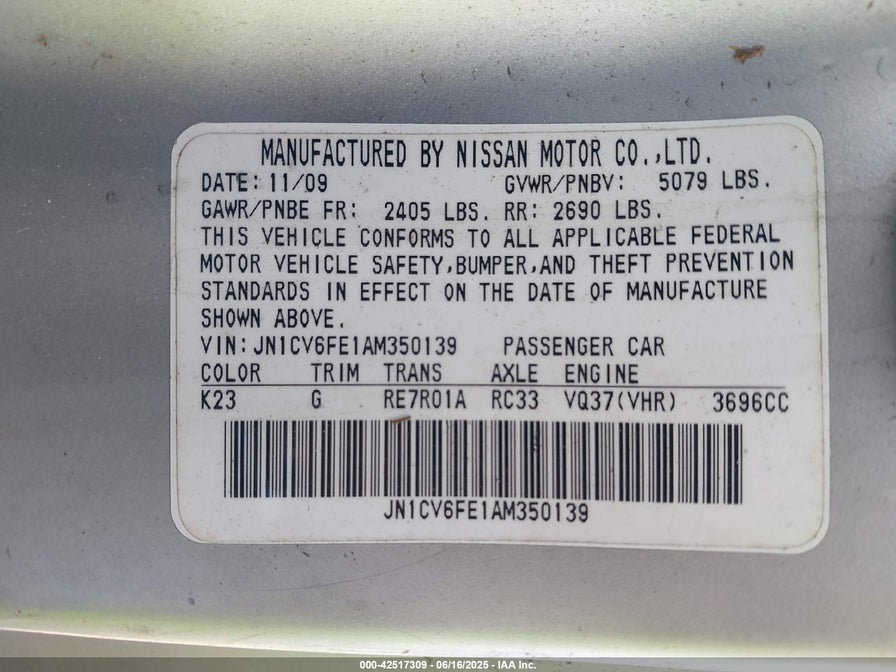 MANUFACTURED BY NISSAN MOTOR CO.,LTD.
DATE: 11/09 GVWR/PNBV: 5079 LBS.
GAWR/PNBE FR: 2405 LBS. RR: 2690 LBS.
THIS VEHICLE CONFORMS TO ALL APPLICABLE FEDERAL
MOTOR VEHICLE SAFETY,BUMPER,AND THEFT PREVENTION
STANDARDS IN EFFECT ON THE DATE OF MANUFACTURE
SHOWN ABOVE.
VIN:JN1CV6FE1AM350139 PASSENGER CAR
COLOR TRIM TRANS AXLE ENGINE
K23 G RE7R01A RC33 VQ37(VHR) 3696CC
JN1CV6FE1AM350139
000-42517309 - 06/16/2025 - IAA Inc.